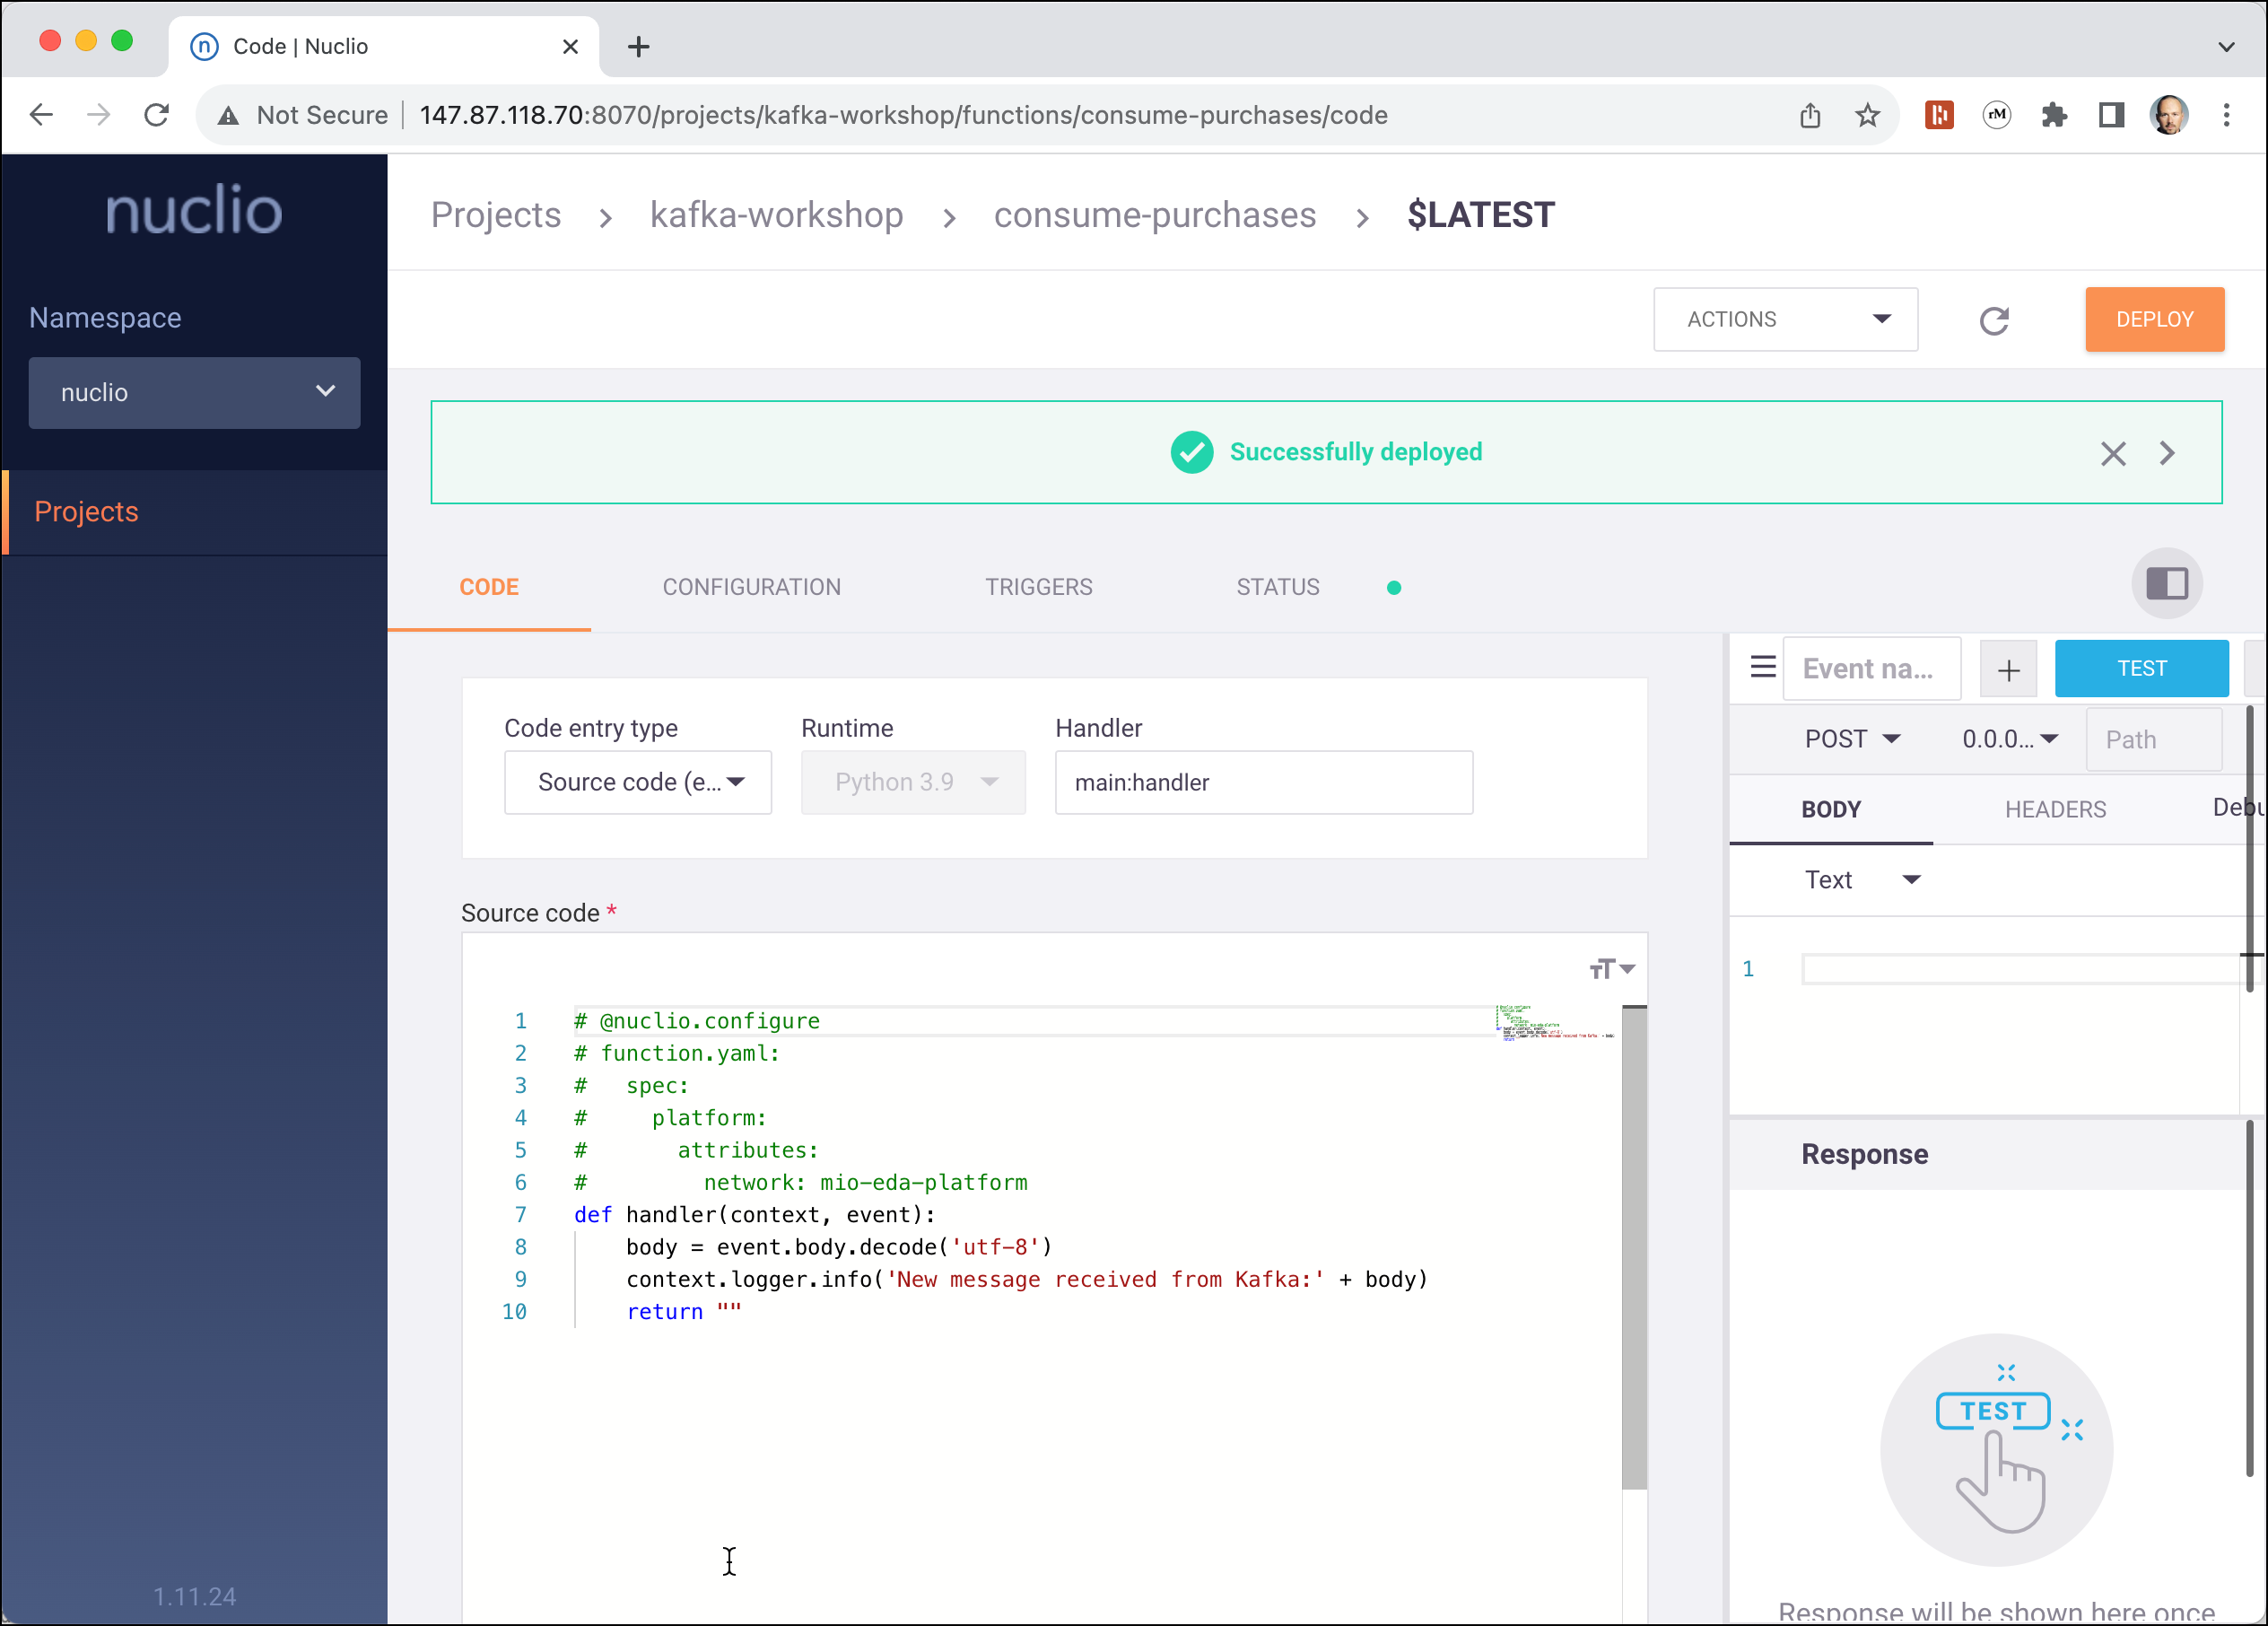 Code | Nuclio
Not Secure
147.87.118.70:8070/projects/kafka-workshop/functions/consume-purchases/code
rM
nuclio
Projects > kafka-workshop > consume-purchases > $LATEST
Namespace
nuclio
ACTIONS
DEPLOY
Successfully deployed
Projects
CODE
CONFIGURATION
TRIGGERS
STATUS
Event na...
+
TEST
Code entry type
Runtime
Handler
Source code (e...
Python 3.9
main:handler
POST
0.0.0...
Path
BODY
HEADERS
Debu
Text
1
Source code *
1 # @nuclio.configure
2 # function.yaml:
3 #   spec:
4 #     platform:
5 #       attributes:
6 #         network: mio-eda-platform
7 def handler(context, event):
8     body = event.body.decode('utf-8')
9     context.logger.info('New message received from Kafka:' + body)
10     return ""
Response
TEST
Response will be shown here once
1.11.24